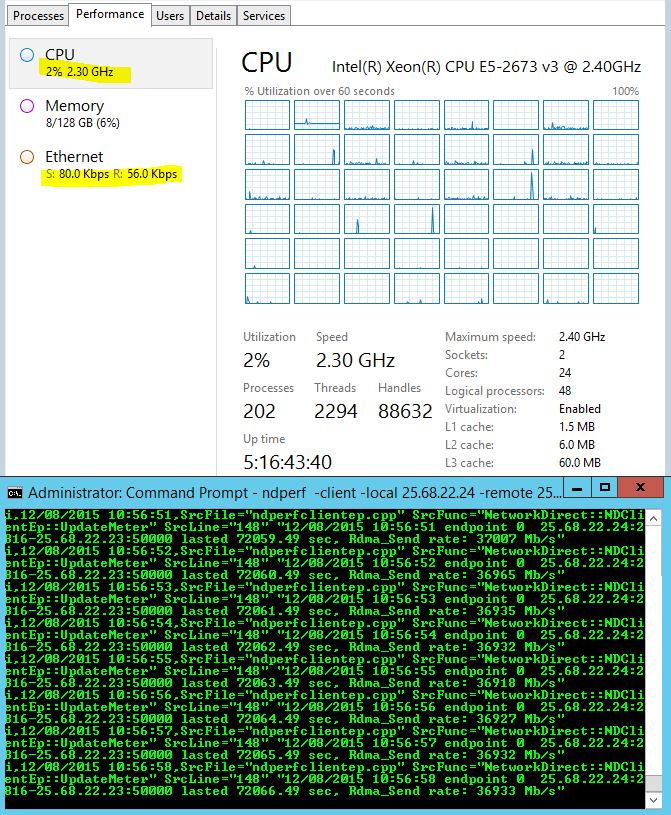 Processes Performance Users Details Services
CPU
2% 2.30 GHz
Memory
8/128 GB (6%)
Ethernet
S: 80.0 Kbps R: 56.0 Kbps
CPU Intel(R) Xeon(R) CPU E5-2673 v3 @ 2.40GHz
% Utilization over 60 seconds 100%
Utilization Speed
2% 2.30 GHz
Processes Threads Handles
202 2294 88632
Up time
5:16:43:40
Maximum speed: 2.40 GHz
Sockets: 2
Cores: 24
Logical processors: 48
Virtualization: Enabled
L1 cache: 1.5 MB
L2 cache: 6.0 MB
L3 cache: 60.0 MB
Administrator: Command Prompt - ndperf -client -local 25.68.22.24 -remote 25...
i,12/08/2015 10:56:51,SrcFile="ndperfclientep.cpp" SrcFunc="NetworkDirect::NDCli
entEp::UpdateMeter" SrcLine="148" "12/08/2015 10:56:51 endpoint 0  25.68.22.24:2
816-25.68.22.23:50000 lasted 72059.49 sec, Rdma_Send rate: 37007 Mb/s"
i,12/08/2015 10:56:52,SrcFile="ndperfclientep.cpp" SrcFunc="NetworkDirect::NDCli
entEp::UpdateMeter" SrcLine="148" "12/08/2015 10:56:52 endpoint 0  25.68.22.24:2
816-25.68.22.23:50000 lasted 72060.49 sec, Rdma_Send rate: 36965 Mb/s"
i,12/08/2015 10:56:53,SrcFile="ndperfclientep.cpp" SrcFunc="NetworkDirect::NDCli
entEp::UpdateMeter" SrcLine="148" "12/08/2015 10:56:53 endpoint 0  25.68.22.24:2
816-25.68.22.23:50000 lasted 72061.49 sec, Rdma_Send rate: 36935 Mb/s"
i,12/08/2015 10:56:54,SrcFile="ndperfclientep.cpp" SrcFunc="NetworkDirect::NDCli
entEp::UpdateMeter" SrcLine="148" "12/08/2015 10:56:54 endpoint 0  25.68.22.24:2
816-25.68.22.23:50000 lasted 72062.49 sec, Rdma_Send rate: 36932 Mb/s"
i,12/08/2015 10:56:55,SrcFile="ndperfclientep.cpp" SrcFunc="NetworkDirect::NDCli
entEp::UpdateMeter" SrcLine="148" "12/08/2015 10:56:55 endpoint 0  25.68.22.24:2
816-25.68.22.23:50000 lasted 72063.49 sec, Rdma_Send rate: 36918 Mb/s"
i,12/08/2015 10:56:56,SrcFile="ndperfclientep.cpp" SrcFunc="NetworkDirect::NDCli
entEp::UpdateMeter" SrcLine="148" "12/08/2015 10:56:56 endpoint 0  25.68.22.24:2
816-25.68.22.23:50000 lasted 72064.49 sec, Rdma_Send rate: 36927 Mb/s"
i,12/08/2015 10:56:57,SrcFile="ndperfclientep.cpp" SrcFunc="NetworkDirect::NDCli
entEp::UpdateMeter" SrcLine="148" "12/08/2015 10:56:57 endpoint 0  25.68.22.24:2
816-25.68.22.23:50000 lasted 72065.49 sec, Rdma_Send rate: 36932 Mb/s"
i,12/08/2015 10:56:58,SrcFile="ndperfclientep.cpp" SrcFunc="NetworkDirect::NDCli
entEp::UpdateMeter" SrcLine="148" "12/08/2015 10:56:58 endpoint 0  25.68.22.24:2
816-25.68.22.23:50000 lasted 72066.49 sec, Rdma_Send rate: 36933 Mb/s"